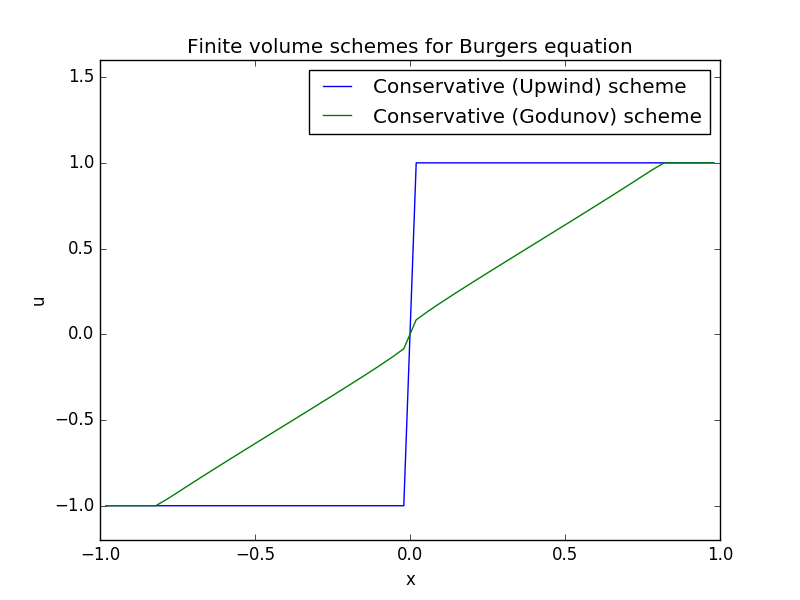 Finite volume schemes for Burgers equation
Conservative (Upwind) scheme
Conservative (Godunov) scheme
1.5
1.0
0.5
0.0
−0.5
−1.0
u
−1.0 −0.5 0.0 0.5 1.0
x